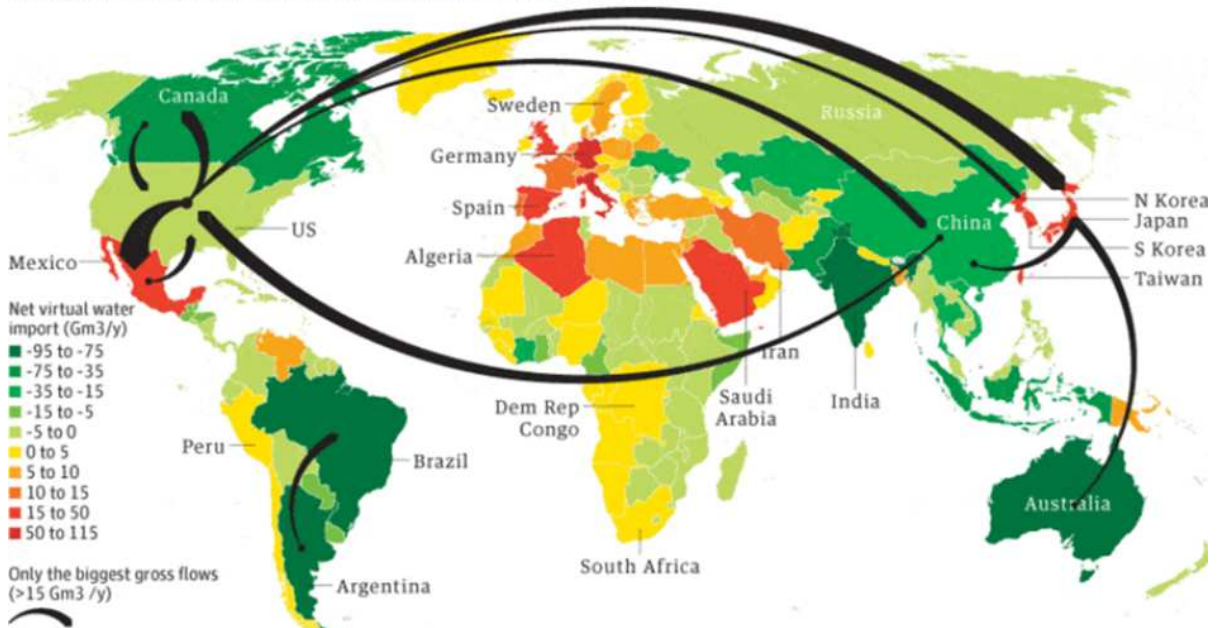 Canada
Sweden
Russia
Germany
Spain
US
N Korea
China
Japan
Mexico
Algeria
S Korea
Taiwan
Net virtual water
import (Gm3/y)
-95 to -75
-75 to -35
-35 to -15
-15 to -5
-5 to 0
0 to 5
5 to 10
10 to 15
15 to 50
50 to 115
Iran
Saudi
Arabia
India
Dem Rep
Congo
Peru
Brazil
Australia
South Africa
Argentina
Only the biggest gross flows
(>15 Gm3 /y)